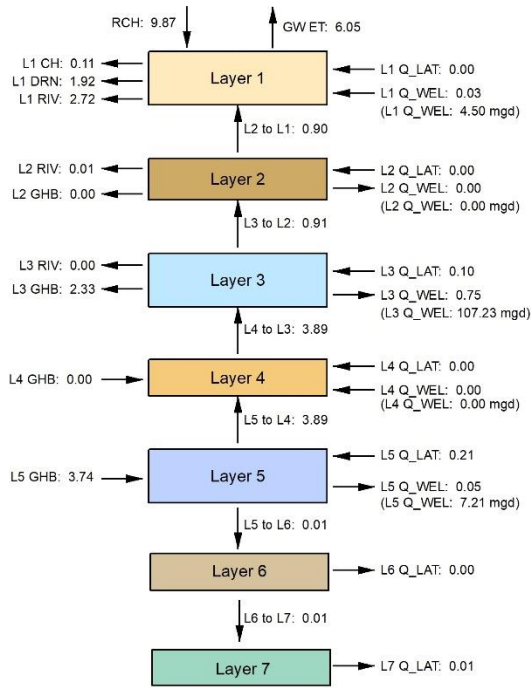 RCH: 9.87
GW ET: 6.05
L1 CH: 0.11
L1 DRN: 1.92
L1 RIV: 2.72
Layer 1
L1 Q_LAT: 0.00
L1 Q_WEL: 0.03
(L1 Q_WEL: 4.50 mgd)
L2 to L1: 0.90
L2 RIV: 0.01
L2 GHB: 0.00
Layer 2
L2 Q_LAT: 0.00
L2 Q_WEL: 0.00
(L2 Q_WEL: 0.00 mgd)
L3 to L2: 0.91
L3 RIV: 0.00
L3 GHB: 2.33
Layer 3
L3 Q_LAT: 0.10
L3 Q_WEL: 0.75
(L3 Q_WEL: 107.23 mgd)
L4 to L3: 3.89
L4 GHB: 0.00
Layer 4
L4 Q_LAT: 0.00
L4 Q_WEL: 0.00
(L4 Q_WEL: 0.00 mgd)
L5 to L4: 3.89
L5 GHB: 3.74
Layer 5
L5 Q_LAT: 0.21
L5 Q_WEL: 0.05
(L5 Q_WEL: 7.21 mgd)
L5 to L6: 0.01
Layer 6
L6 Q_LAT: 0.00
L6 to L7: 0.01
Layer 7
L7 Q_LAT: 0.01